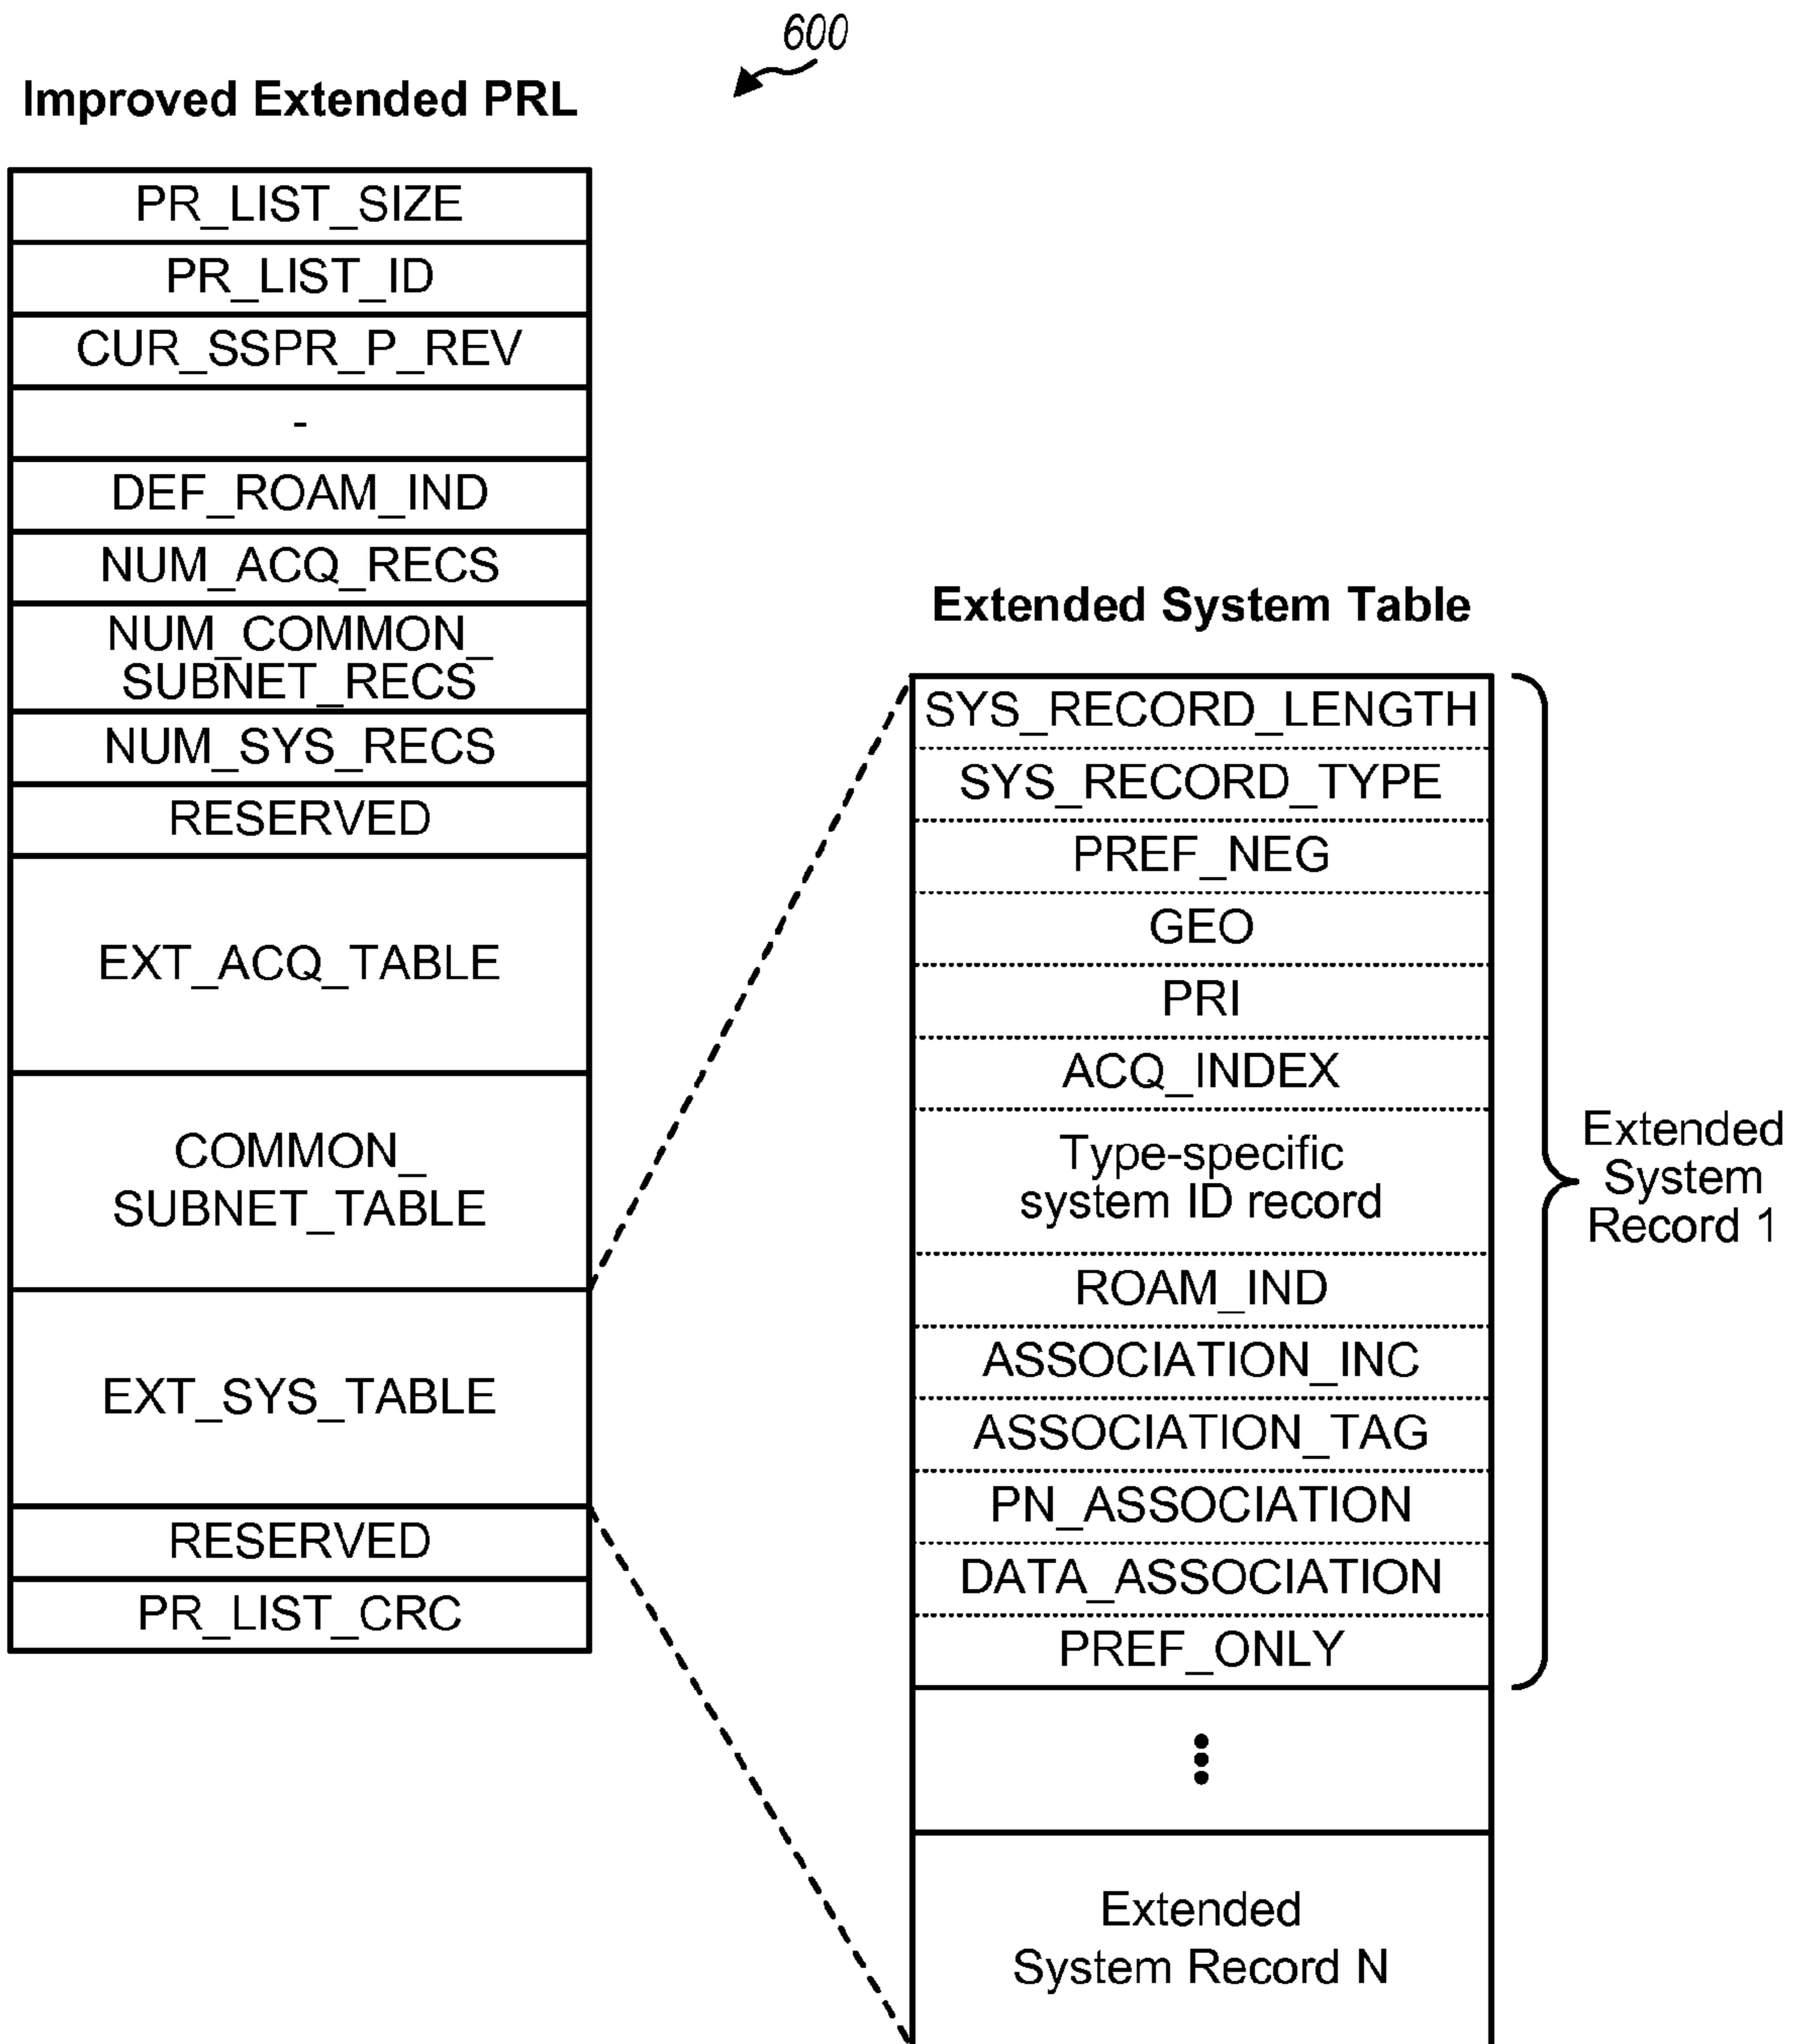 600
Improved Extended PRL
PR_LIST_SIZE
PR_LIST_ID
CUR_SSPR_P_REV
-
DEF_ROAM_IND
NUM_ACQ_RECS
NUM_COMMON_
SUBNET_RECS
NUM_SYS_RECS
RESERVED
EXT_ACQ_TABLE
COMMON_
SUBNET_TABLE
EXT_SYS_TABLE
RESERVED
PR_LIST_CRC
Extended System Table
SYS_RECORD_LENGTH
SYS_RECORD_TYPE
PREF_NEG
GEO
PRI
ACQ_INDEX
Type-specific
system ID record
ROAM_IND
ASSOCIATION_INC
ASSOCIATION_TAG
PN_ASSOCIATION
DATA_ASSOCIATION
PREF_ONLY
Extended
System Record N
Extended
System
Record 1